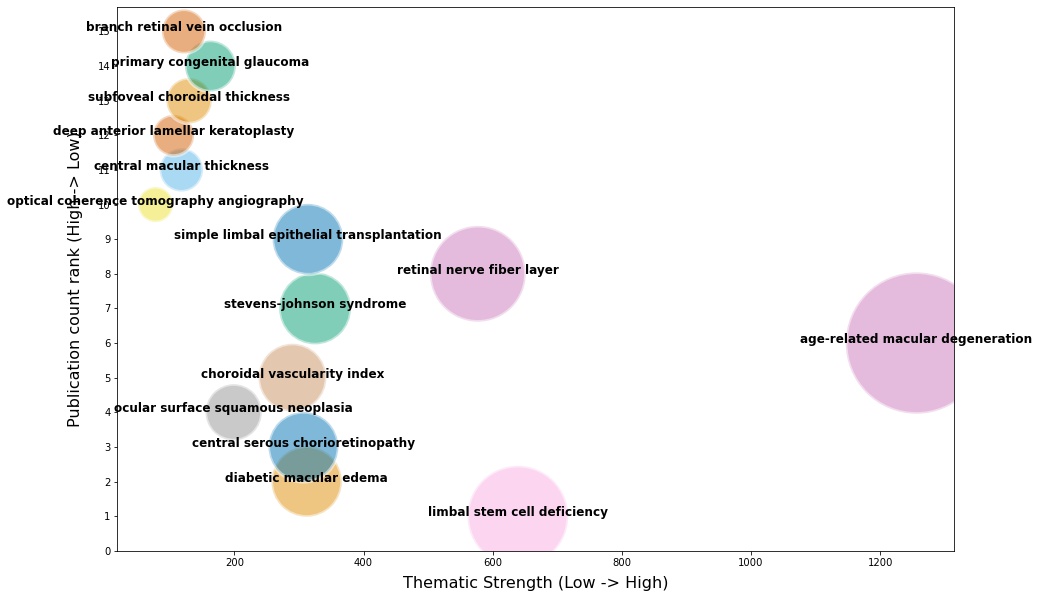 branch retinal vein occlusion
15
primary congenital glaucoma
14
subfoveal choroidal thickness
13
deep anterior lamellar keratoplasty
12
central macular thickness
11
optical coherence tomography angiography
10
simple limbal epithelial transplantation
9
retinal nerve fiber layer
8
stevens-johnson syndrome
7
age-related macular degeneration
6
choroidal vascularity index
5
ocular surface squamous neoplasia
4
central serous chorioretinopathy
3
diabetic macular edema
2
limbal stem cell deficiency
1
0
Publication count rank (High -> Low)
200 400 600 800 1000 1200
Thematic Strength (Low -> High)